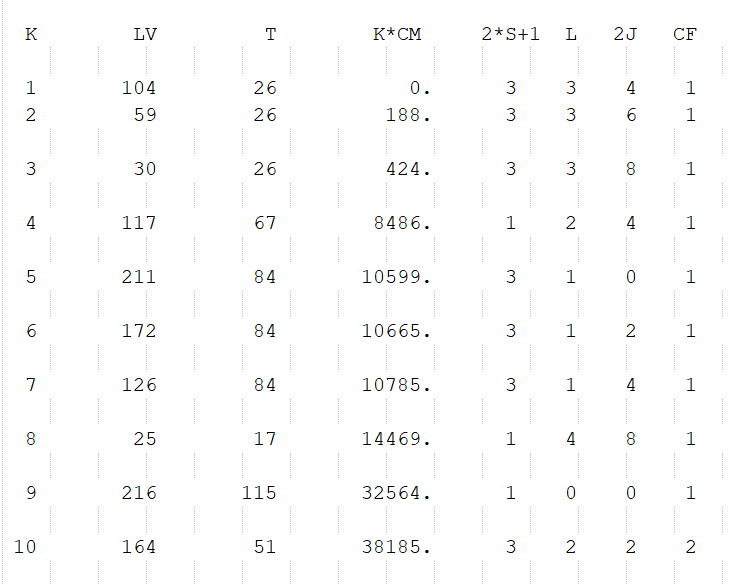 K LV T K*CM 2*S+1 L 2J CF
1 104 26 0. 3 3 4 1
2 59 26 188. 3 3 6 1
3 30 26 424. 3 3 8 1
4 117 67 8486. 1 2 4 1
5 211 84 10599. 3 1 0 1
6 172 84 10665. 3 1 2 1
7 126 84 10785. 3 1 4 1
8 25 17 14469. 1 4 8 1
9 216 115 32564. 1 0 0 1
10 164 51 38185. 3 2 2 2